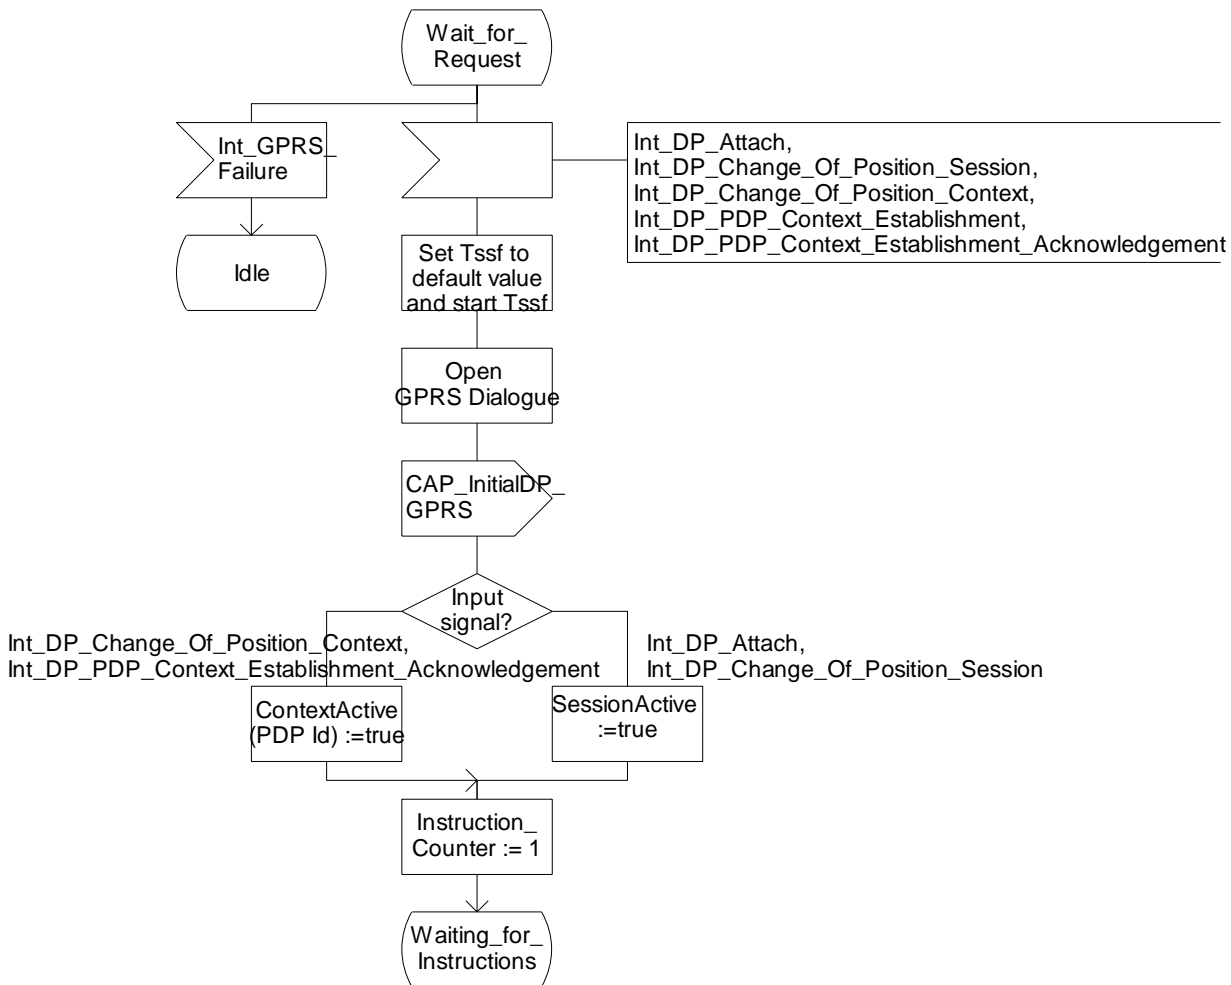 Wait_for_
Request
Int_GPRS_
Failure
Int_DP_Attach,
Int_DP_Change_Of_Position_Session,
Int_DP_Change_Of_Position_Context,
Int_DP_PDP_Context_Establishment,
Int_DP_PDP_Context_Establishment_Acknowledgement
Idle
Set Tssf to
default value
and start Tssf
Open
GPRS Dialogue
CAP_InitialDP_
GPRS
Input
signal?
Int_DP_Change_Of_Position_Context,
Int_DP_PDP_Context_Establishment_Acknowledgement
Int_DP_Attach,
Int_DP_Change_Of_Position_Session
ContextActive
(PDP Id) :=true
SessionActive
:=true
Instruction_
Counter := 1
Waiting_for_
Instructions